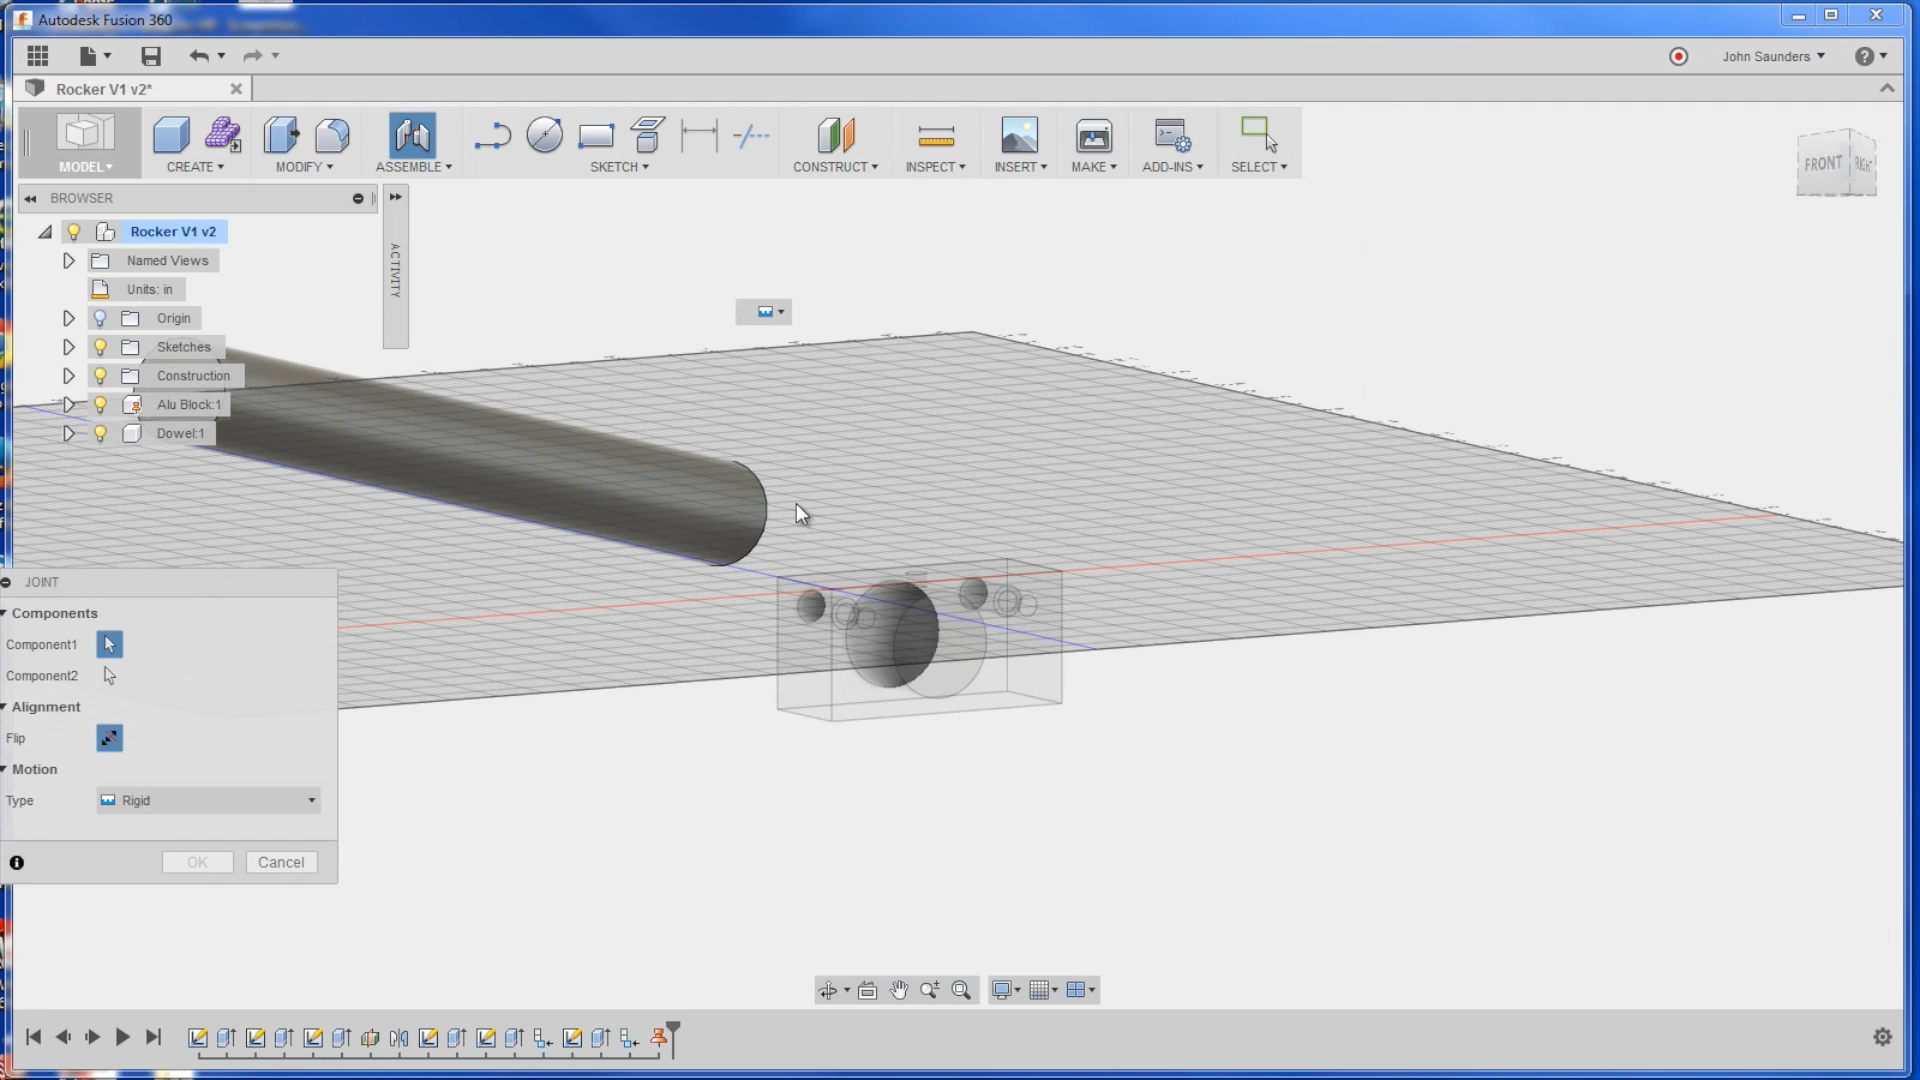 Autodesk Fusion 360
John Saunders
Rocker V1 v2*
MODEL
CREATE
MODIFY
ASSEMBLE
SKETCH
CONSTRUCT
INSPECT
INSERT
MAKE
ADD-INS
SELECT
FRONT
RIGHT
BROWSER
ACTIVITY
Rocker V1 v2
Named Views
Units: in
Origin
Sketches
Construction
Alu Block:1
Dowel:1
JOINT
Components
Component1
Component2
Alignment
Flip
Motion
Type
Rigid
OK
Cancel